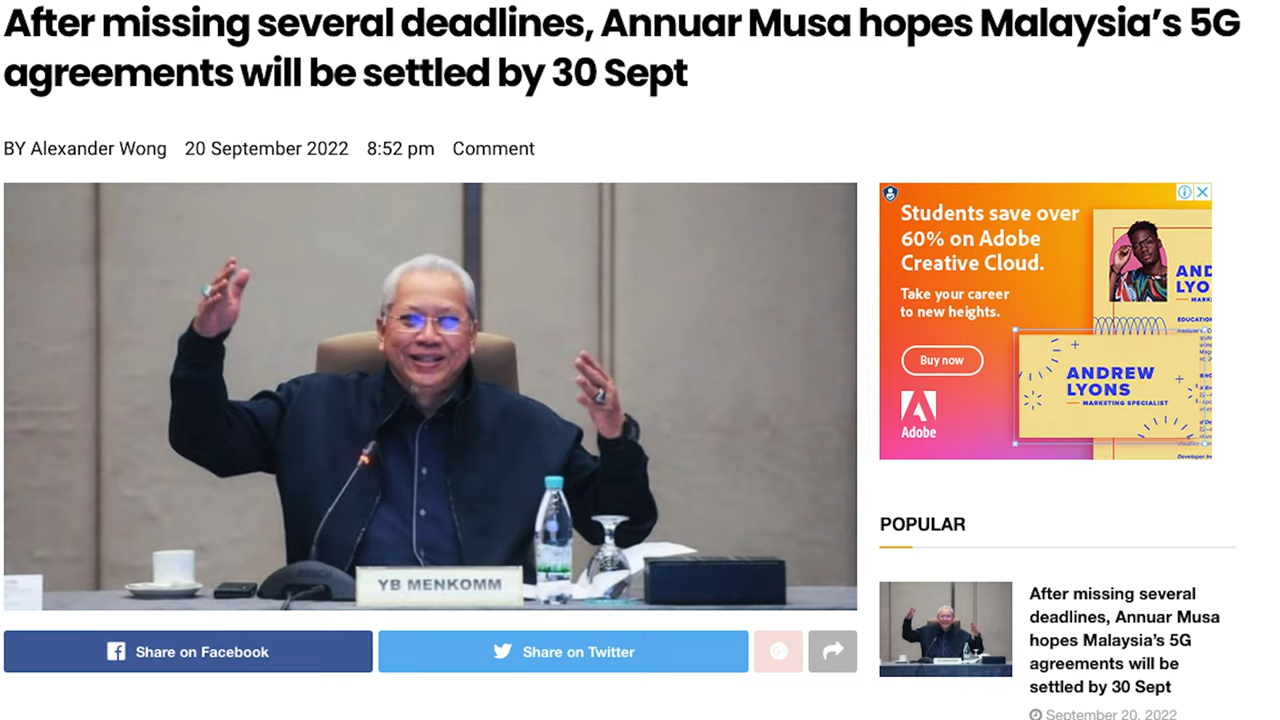 After missing several deadlines, Annuar Musa hopes Malaysia’s 5G
agreements will be settled by 30 Sept
BY Alexander Wong 20 September 2022 8:52 pm Comment
YB MENKOMM
Share on Facebook
Share on Twitter
Students save over
60% on Adobe
Creative Cloud.
Take your career
to new heights.
Buy now
Adobe
AND
LYO
ANDREW
LYONS
MARKETING SPECIALIST
POPULAR
After missing several
deadlines, Annuar Musa
hopes Malaysia’s 5G
agreements will be
settled by 30 Sept
September 20, 2022